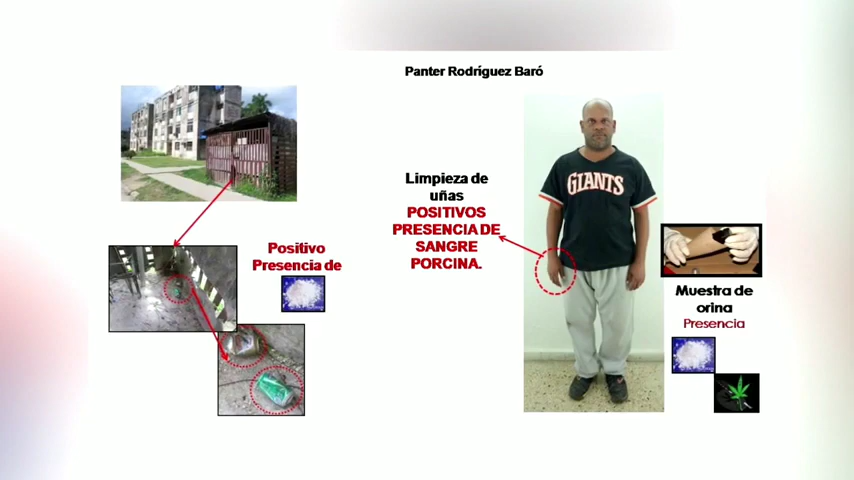 Panter Rodríguez Baró
Limpieza de
uñas
POSITIVOS
PRESENCIA DE
SANGRE
PORCINA.
GIANTS
Positivo
Presencia de
Muestra de
orina
Presencia